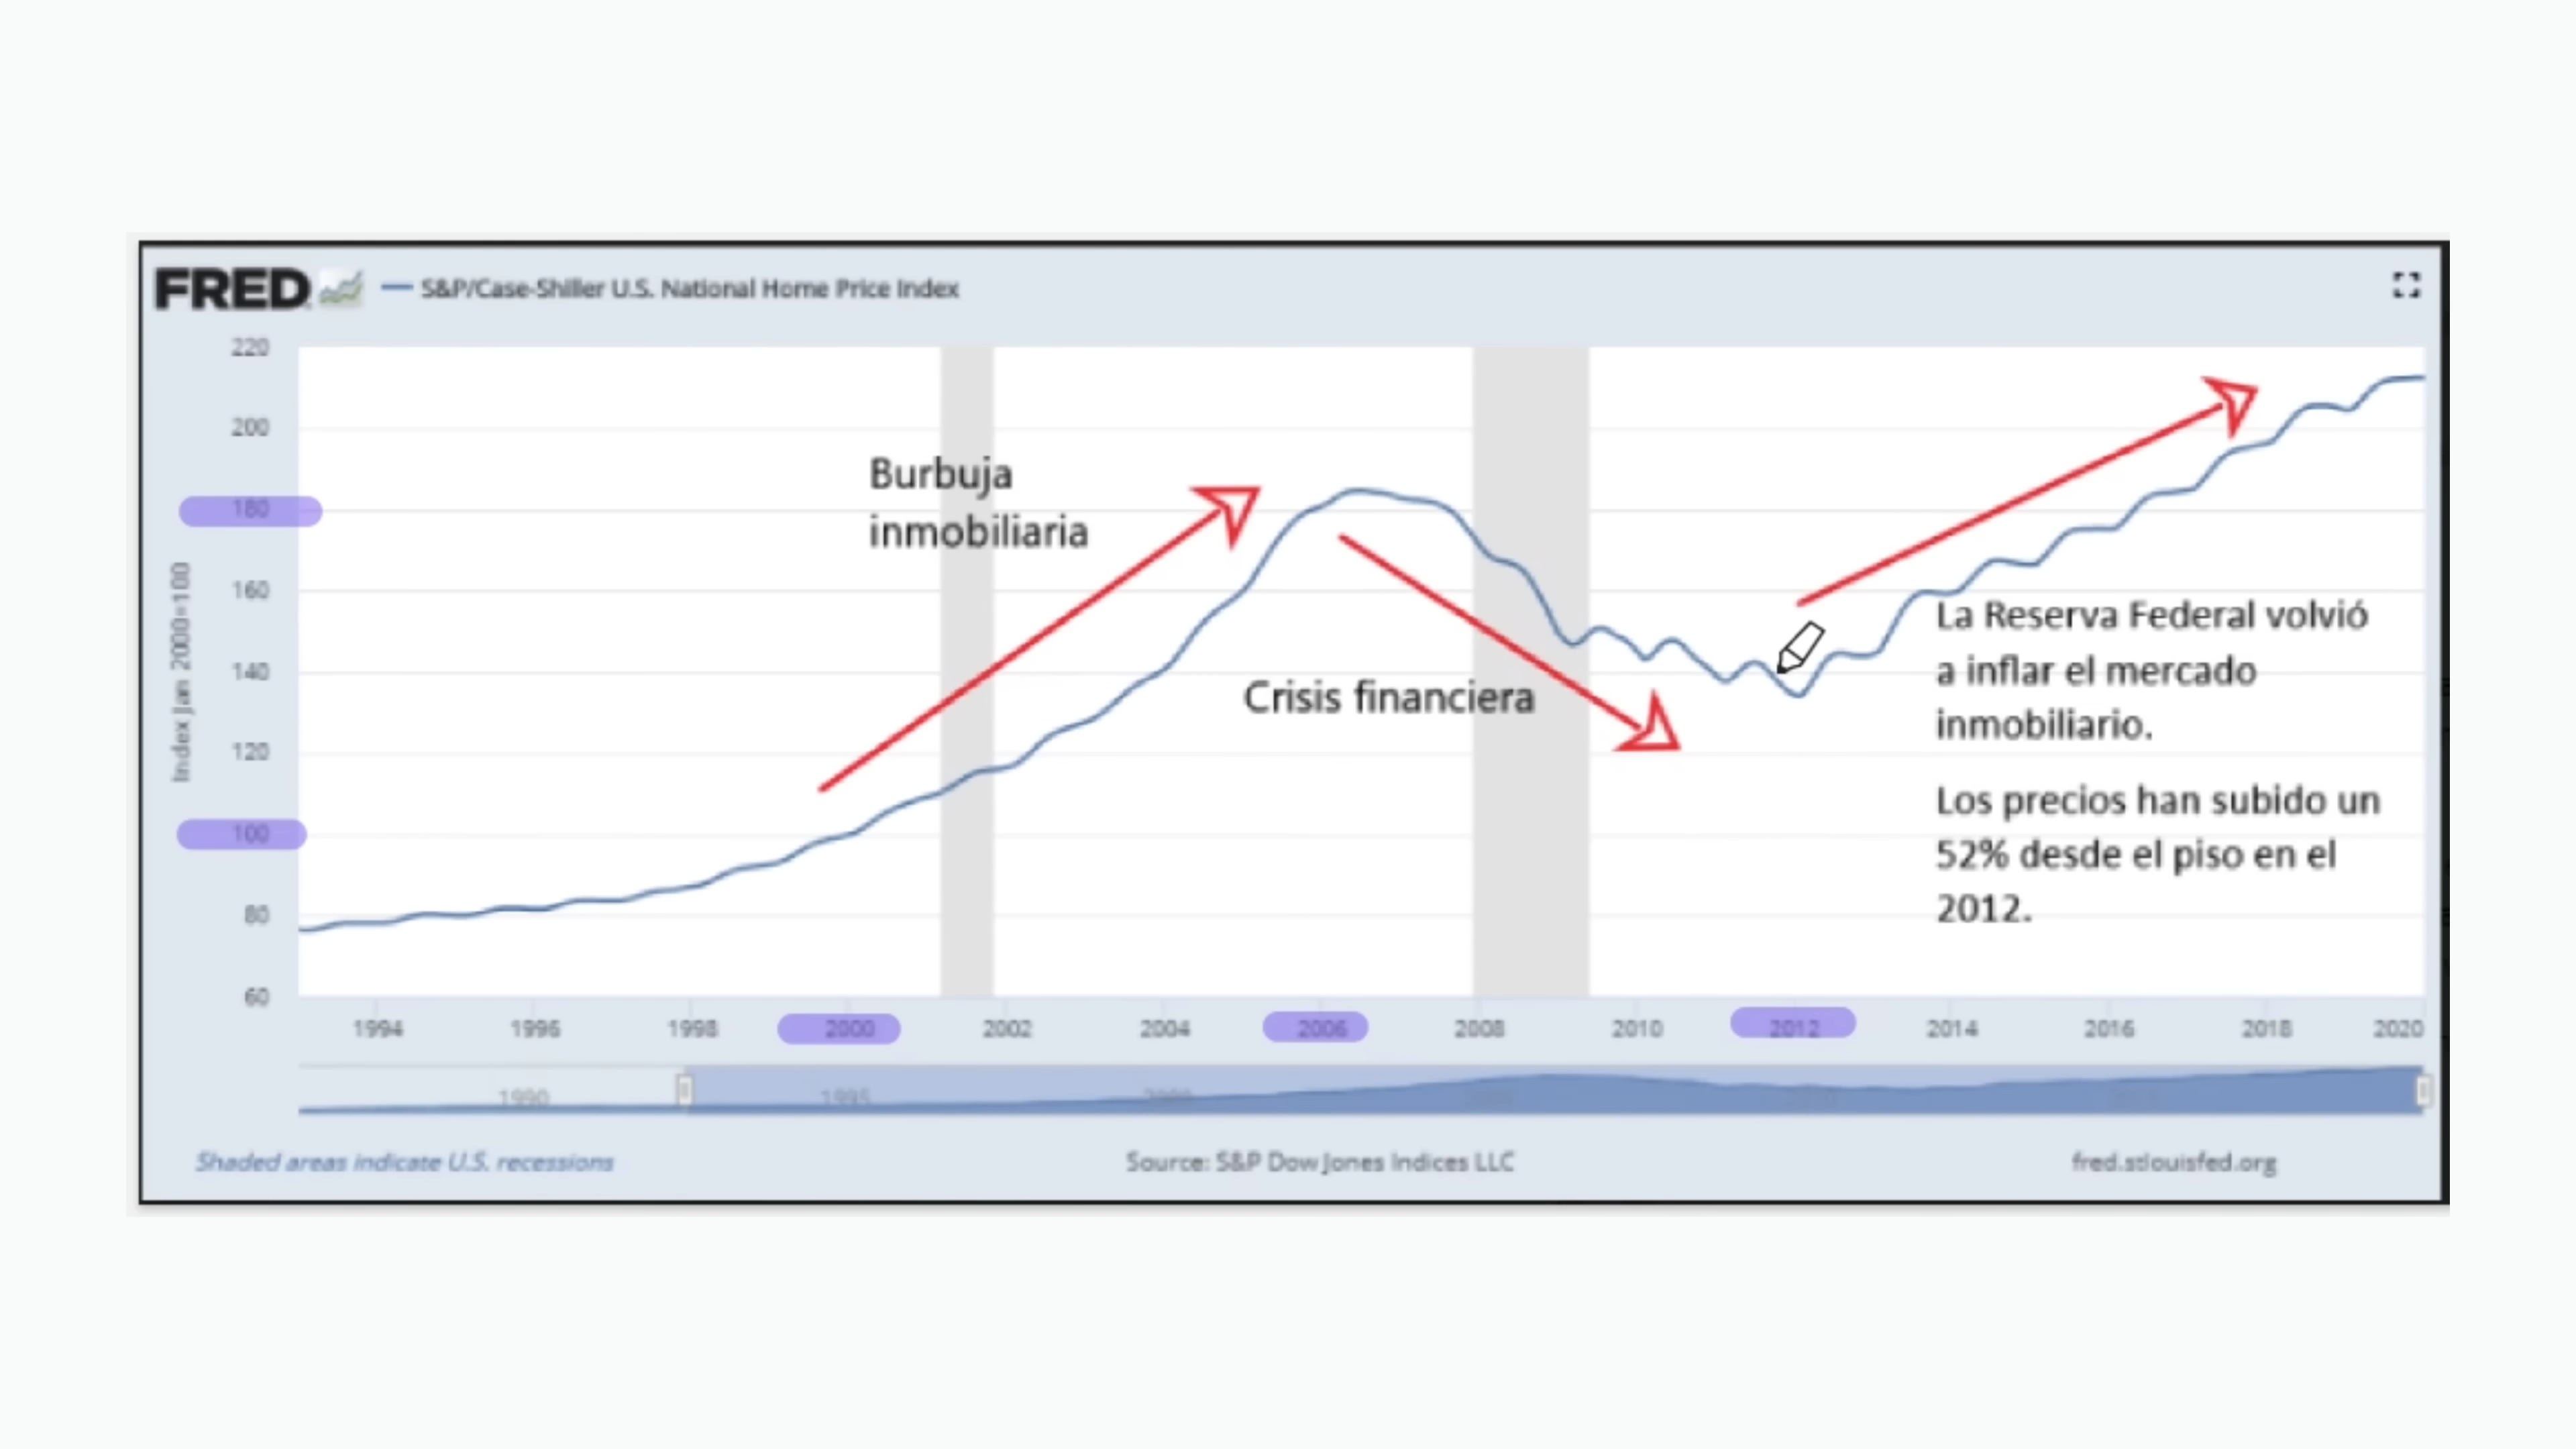 FRED
S&P/Case-Shiller U.S. National Home Price Index
220
200
180
160
140
120
100
80
60
Index Jan 2000=100
Burbuja
inmobiliaria
Crisis financiera
La Reserva Federal volvió
a inflar el mercado
inmobiliario.
Los precios han subido un
52% desde el piso en el
2012.
1994 1996 1998 2000 2002 2004 2006 2008 2010 2012 2014 2016 2018 2020
1990 1995 2000
Shaded areas indicate U.S. recessions
Source: S&P Dow Jones Indices LLC
fred.stlouisfed.org